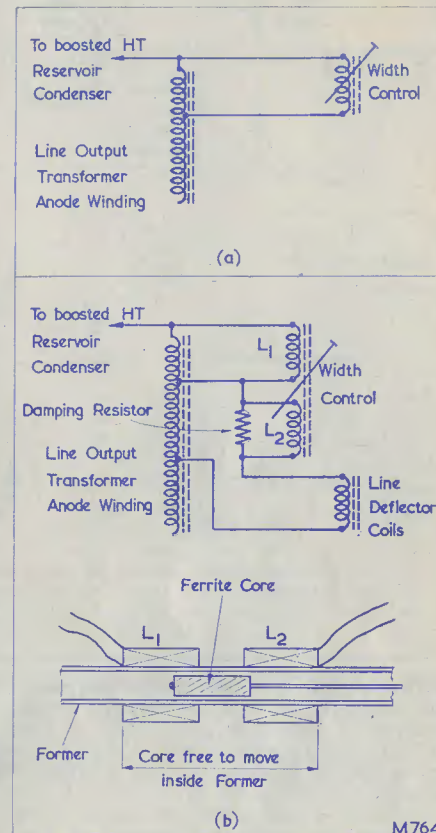 To boosted HT
Reservoir
Condenser
Width
Control
Line Output
Transformer
Anode Winding
(a)
To boosted HT
Reservoir
Condenser
L1
Width
Control
Damping Resistor
L2
Line Output
Transformer
Anode Winding
Line
Deflector
Coils
Ferrite Core
L1
L2
Former
Core free to move
inside Former
(b)
M764